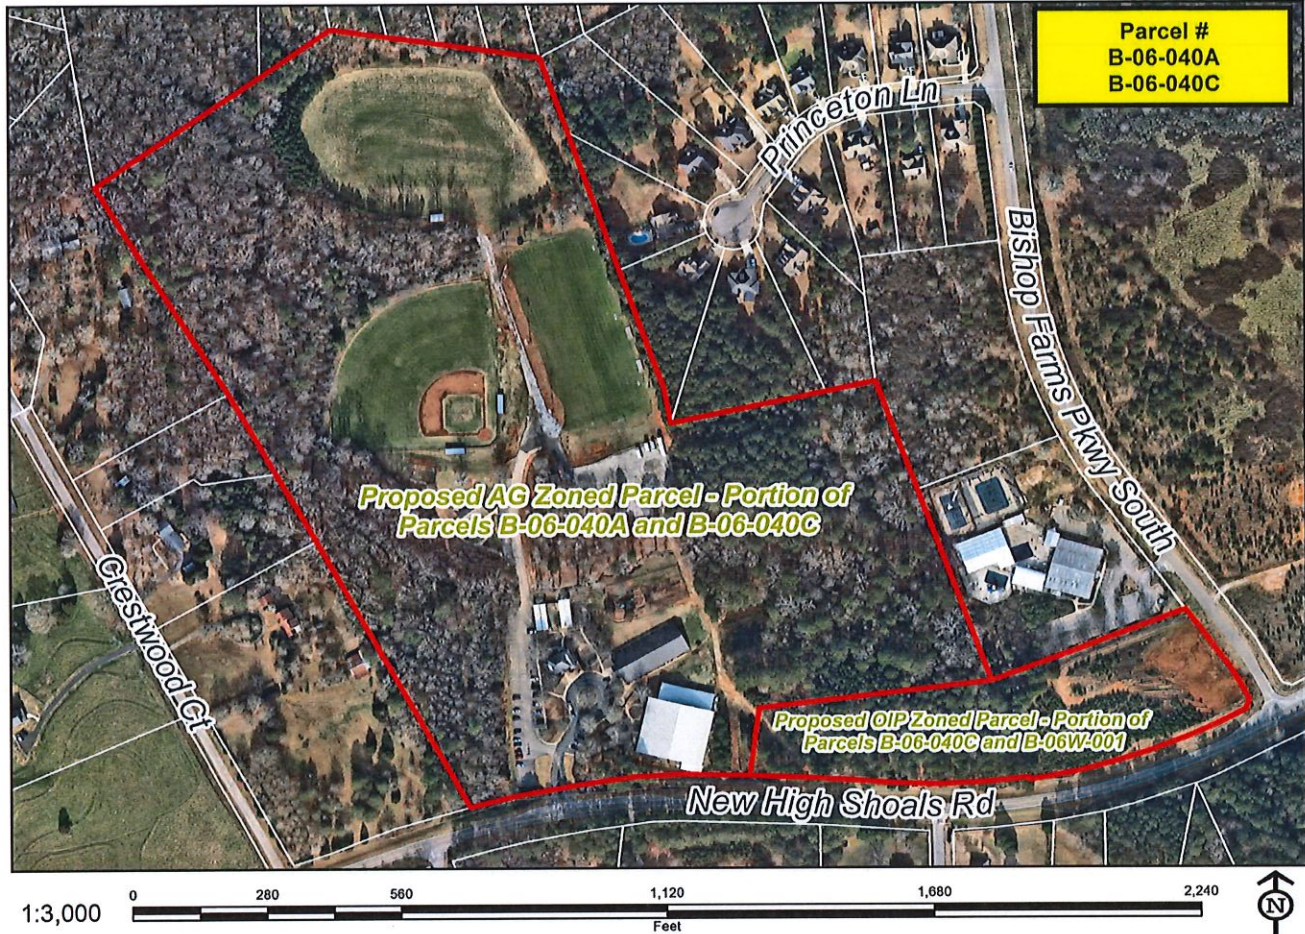 Parcel #
B-06-040A
B-06-040C
Princeton Ln
Bishop Farms Pkwy South
Proposed AG Zoned Parcel - Portion of
Parcels B-06-040A and B-06-040C
Crestwood Ct
Proposed OIP Zoned Parcel - Portion of
Parcels B-06-040C and B-06W-001
New High Shoals Rd
1:3,000
0 280 560 1,120 1,680 2,240
Feet
N